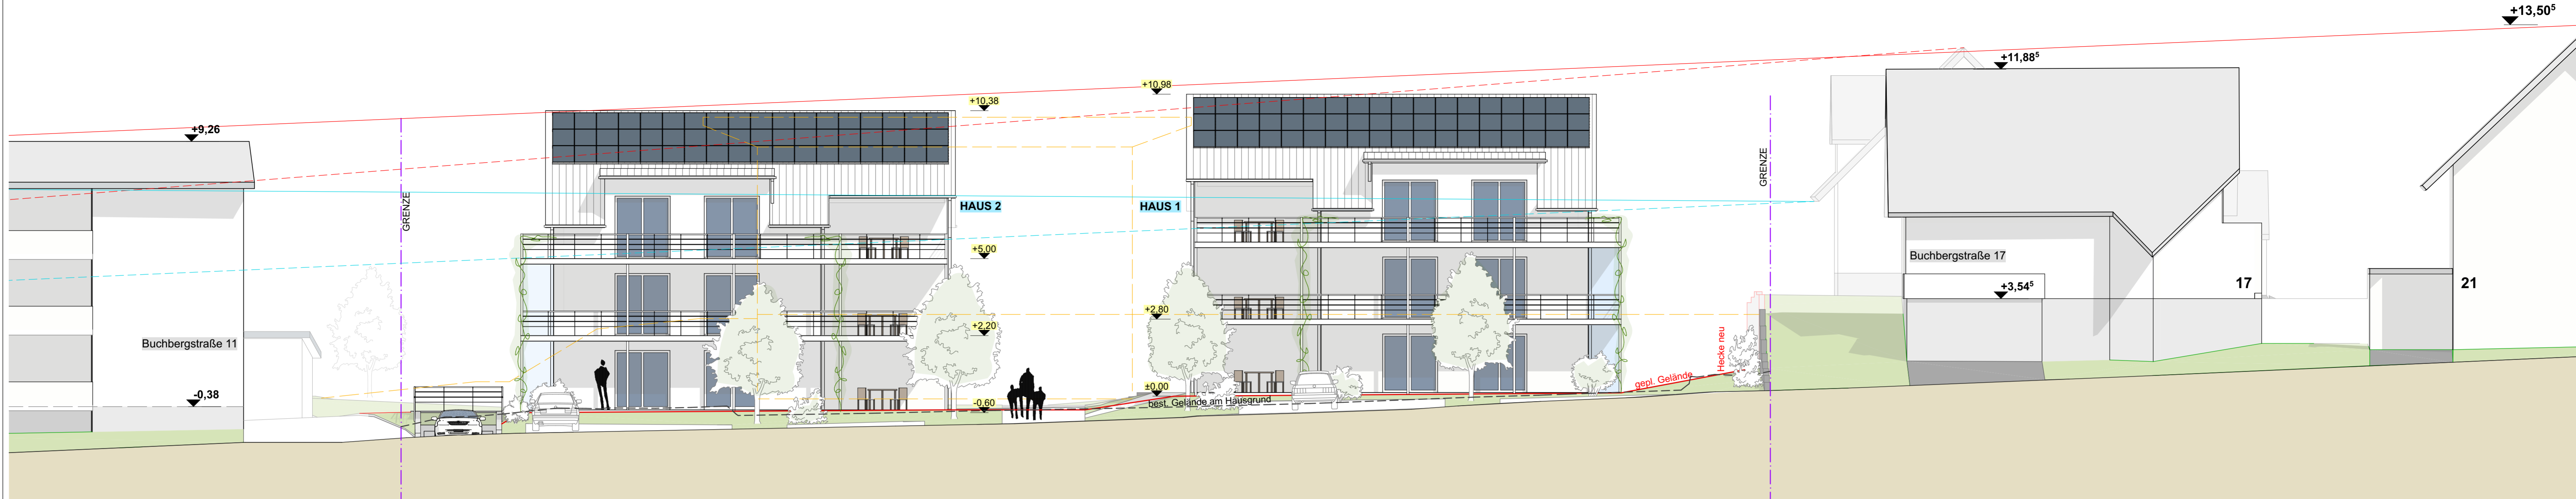 +13,50⁵
+11,88⁵
+10,98
+10,38
+9,26
GRENZE
GRENZE
HAUS 2
HAUS 1
+5,00
Buchbergstraße 17
17
21
+3,54⁵
+2,80
+2,20
Buchbergstraße 11
Hecke neu
gepl. Gelände
-0,38
±0,00
-0,60
best. Gelände am Hausgrund